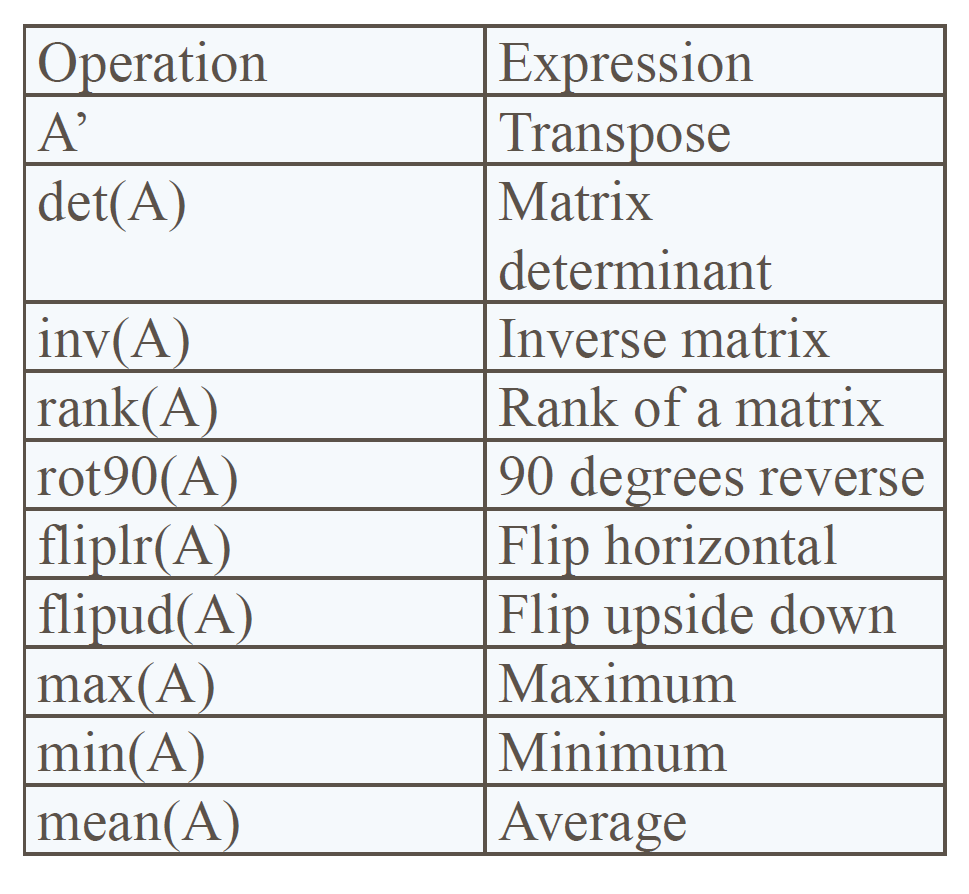 Operation Expression
A’ Transpose
det(A) Matrix
determinant
inv(A) Inverse matrix
rank(A) Rank of a matrix
rot90(A) 90 degrees reverse
fliplr(A) Flip horizontal
flipud(A) Flip upside down
max(A) Maximum
min(A) Minimum
mean(A) Average